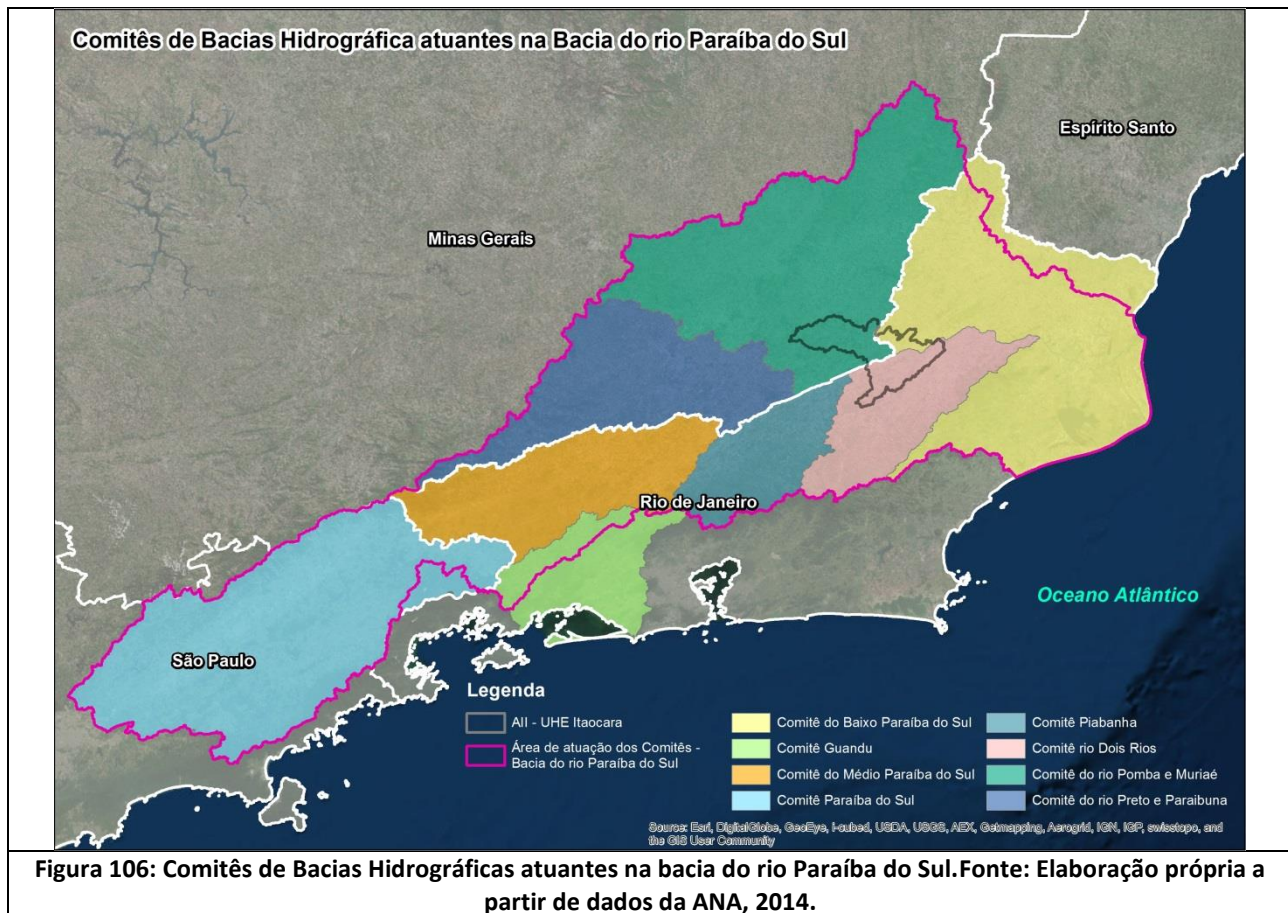 Comitês de Bacias Hidrográfica atuantes na Bacia do rio Paraíba do Sul
Espírito Santo
Minas Gerais
Rio de Janeiro
Oceano Atlântico
São Paulo
Legenda
AII - UHE Itaocara
Área de atuação dos Comitês -
Bacia do rio Paraíba do Sul
Comitê do Baixo Paraíba do Sul
Comitê Guandu
Comitê do Médio Paraíba do Sul
Comitê Paraíba do Sul
Comitê Piabanha
Comitê rio Dois Rios
Comitê do rio Pomba e Muriaé
Comitê do rio Preto e Paraibuna
Source: Esri, DigitalGlobe, GeoEye, i-cubed, USDA, USGS, AEX, Getmapping, Aerogrid, IGN, IGP, swisstopo, and
the GIS User Community
Figura 106: Comitês de Bacias Hidrográficas atuantes na bacia do rio Paraíba do Sul.Fonte: Elaboração própria a
partir de dados da ANA, 2014.